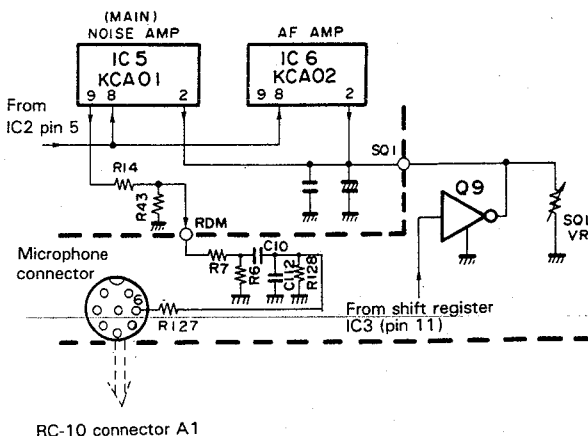 (MAIN)
NOISE AMP
AF AMP
IC5
KCA01
9 8 2
IC6
KCA02
9 8 2
From
IC2 pin 5
SQ1
R14
R43
RDM
Q9
SQ1
VR
Microphone
connector
R7
R6
C10
C112
R128
6
R127
From shift register
IC3 (pin 11)
RC-10 connector A1